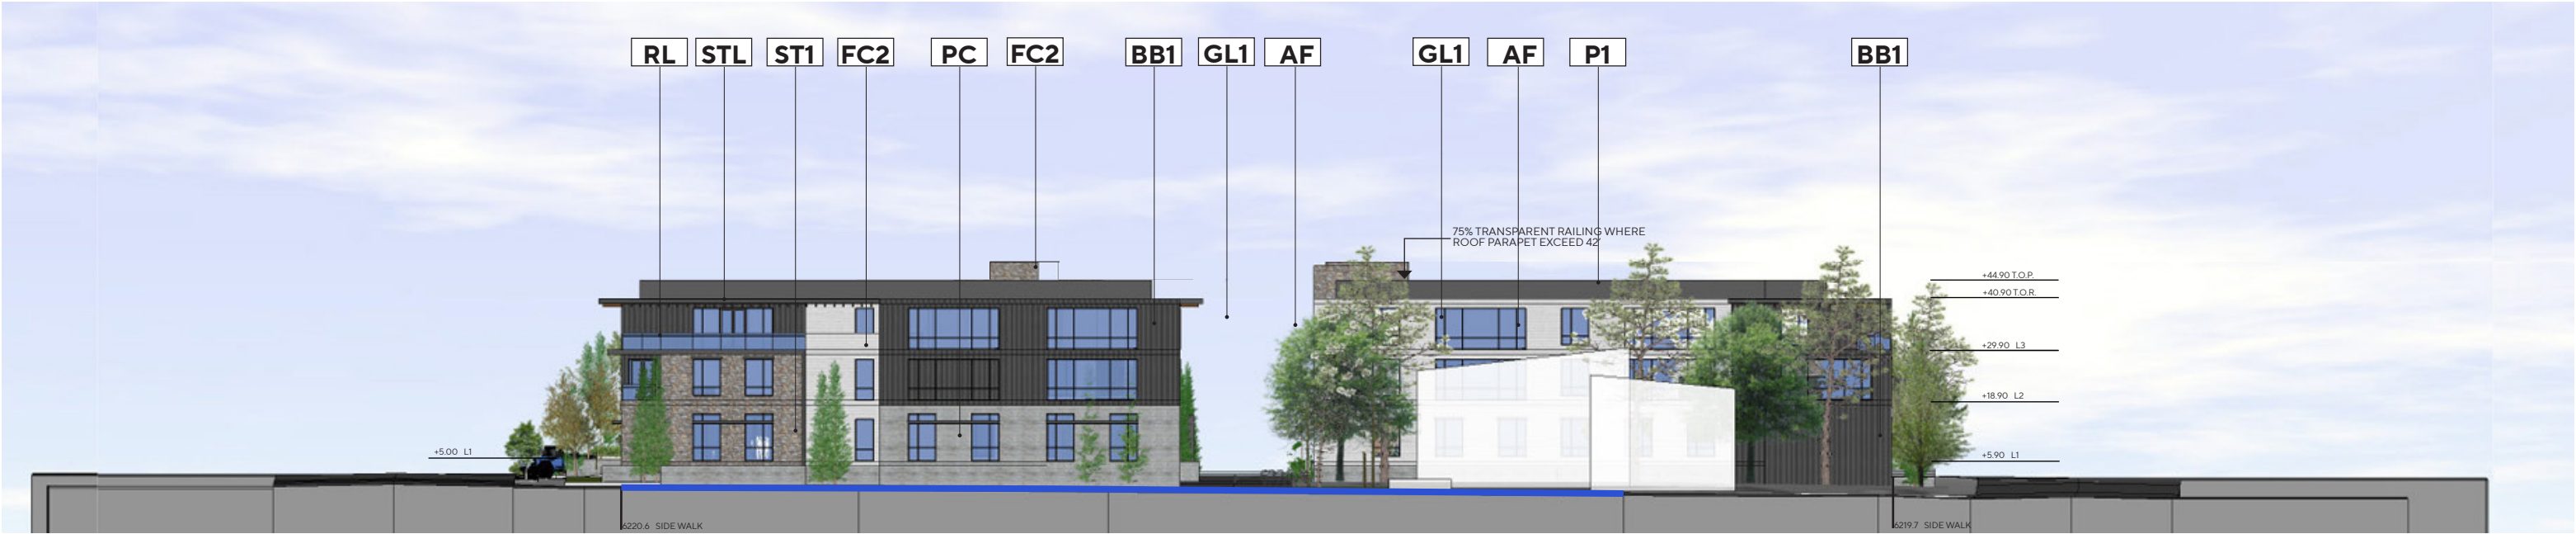 RL STL ST1 FC2 PC FC2 BB1 GL1 AF GL1 AF P1 BB1
75% TRANSPARENT RAILING WHERE
ROOF PARAPET EXCEED 42'
+44.90 T.O.P.
+40.90 T.O.R.
+29.90 L3
+18.90 L2
+5.00 L1
+5.90 L1
6220.6 SIDE WALK
6219.7 SIDE WALK